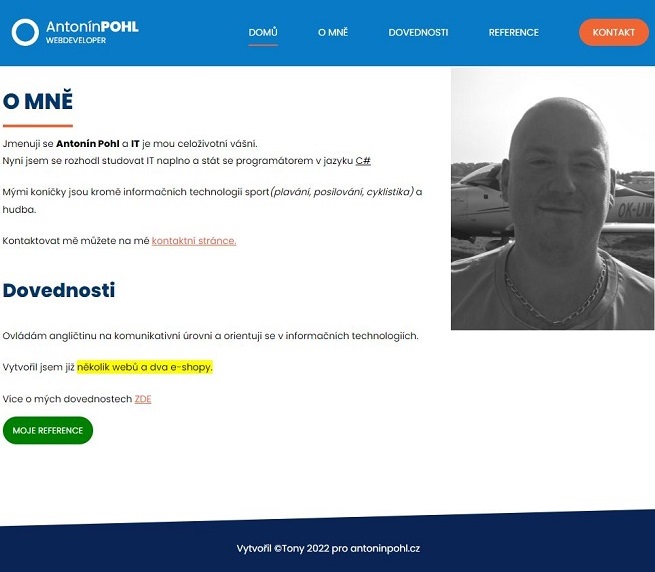 AntonínPOHL
WEBDEVELOPER
DOMŮ
O MNĚ
DOVEDNOSTI
REFERENCE
KONTAKT
O MNĚ
Jmenuji se Antonín Pohl a IT je mou celoživotní vášní.
Nyní jsem se rozhodl studovat IT naplno a stát se programátorem v jazyku C#
Mými koníčky jsou kromě informačních technologií sport(plavání, posilování, cyklistika) a
hudba.
Kontaktovat mě můžete na mé kontaktní stránce.
OK-UWL
Dovednosti
Ovládám angličtinu na komunikativní úrovni a orientuji se v informačních technologiích.
Vytvořil jsem již několik webů a dva e-shopy.
Více o mých dovednostech ZDE
MOJE REFERENCE
Vytvořil ©Tony 2022 pro antoninpohl.cz